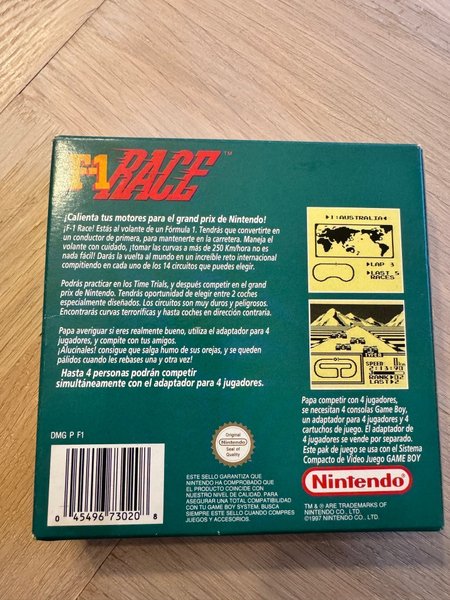 F-1 RACE™
¡Calienta tus motores para el grand prix de Nintendo!
¡F-1 Race! Estás al volante de un Fórmula 1. Tendrás que convertirte en
un conductor de primera, para mantenerte en la carretera. Maneja el
volante con cuidado, ¡tomar las curvas a más de 250 Km/hora no es
nada fácil! Darás la vuelta al mundo en un increíble reto internacional
compitiendo en cada uno de los 14 circuitos que puedes elegir.
Podrás practicar en los Time Trials, y después competir en el grand
prix de Nintendo. Tendrás oportunidad de elegir entre 2 coches
especialmente diseñados. Los circuitos son muy duros y peligrosos.
Encontrarás curvas terroríficas y hasta coches en dirección contraria.
Papa averiguar si eres realmente bueno, utiliza el adaptador para 4
jugadores, y compite con tus amigos.
¡Alucínales! consigue que salga humo de sus orejas, y se queden
pálidos cuando les rebases una y otra vez!
Hasta 4 personas podrán competir
simultáneamente con el adaptador para 4 jugadores.
1:AUSTRALIA
LAP 3
LAST 5
RACES
SPEED
2:13:90
RANK
LAST 2
Papa competir con 4 jugadores,
se necesitan 4 consolas Game Boy,
un adaptador para 4 jugadores y 4
cartuchos de juego. El adaptador de
4 jugadores se vende por separado.
Este pak de juego se usa con el Sistema
Compacto de Vídeo Juego GAME BOY
DMG P F1
0 45496 73020 8
Original
Nintendo
Seal of
Quality
ESTE SELLO GARANTIZA QUE
NINTENDO HA COMPROBADO QUE
EL PRODUCTO COINCIDE CON
NUESTRO NIVEL DE CALIDAD. PARA
ASEGURAR UNA TOTAL COMPATIBILIDAD
CON TU GAME BOY SYSTEM, BUSCA
SIEMPRE ESTE SELLO CUANDO COMPRES
JUEGOS Y ACCESORIOS.
Nintendo
TM & ® ARE TRADEMARKS OF
NINTENDO CO., LTD.
©1997 NINTENDO CO., LTD.